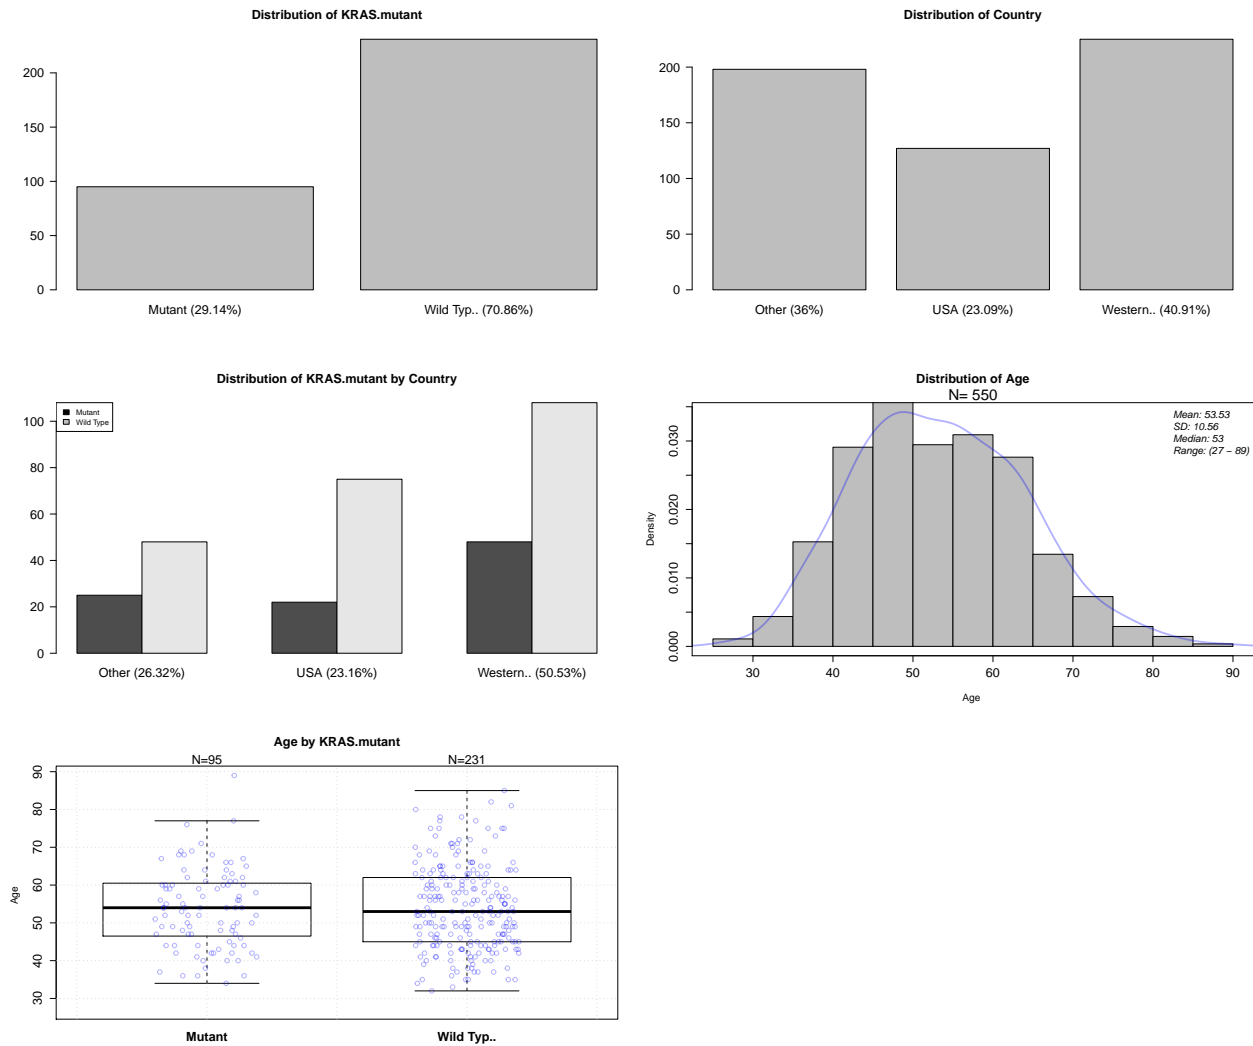 Distribution of KRAS.mutant
200
150
100
50
0
Mutant (29.14%) Wild Typ.. (70.86%)
Distribution of Country
200
150
100
50
0
Other (36%) USA (23.09%) Western.. (40.91%)
Distribution of KRAS.mutant by Country
Mutant
Wild Type
100
80
60
40
20
0
Other (26.32%) USA (23.16%) Western.. (50.53%)
Distribution of Age
N= 550
Mean: 53.53
SD: 10.56
Median: 53
Range: (27 − 89)
Density
0.030
0.020
0.010
0.000
30 40 50 60 70 80 90
Age
Age by KRAS.mutant
N=95 N=231
Age
90
80
70
60
50
40
30
Mutant Wild Typ..